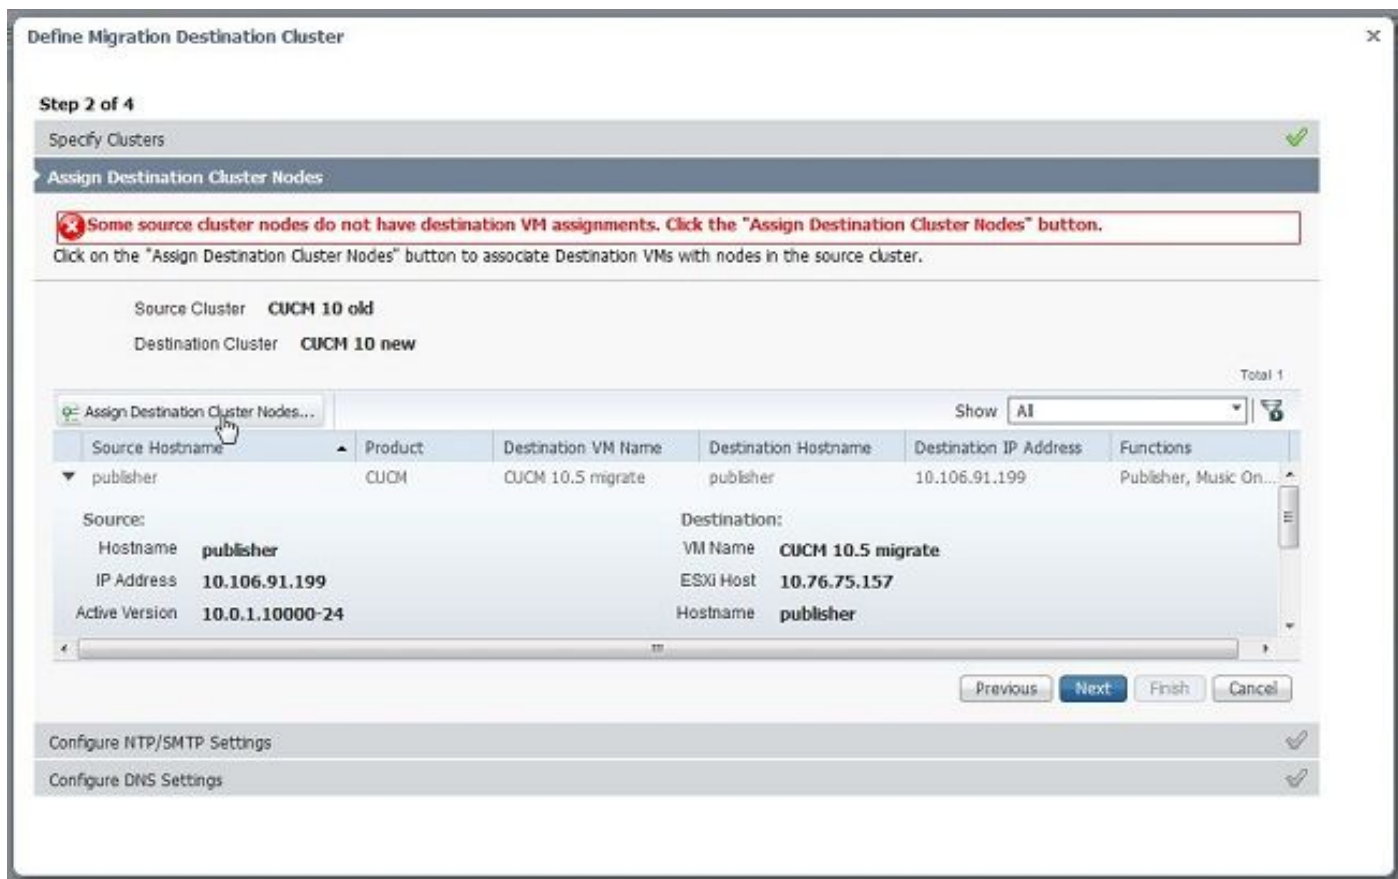 Define Migration Destination Cluster
Step 2 of 4
Specify Clusters
Assign Destination Cluster Nodes
Some source cluster nodes do not have destination VM assignments. Click the "Assign Destination Cluster Nodes" button.
Click on the "Assign Destination Cluster Nodes" button to associate Destination VMs with nodes in the source cluster.
Source Cluster CUCM 10 old
Destination Cluster CUCM 10 new
Total 1
Assign Destination Cluster Nodes... Show All
Source Hostname Product Destination VM Name Destination Hostname Destination IP Address Functions
publisher CUCM CUCM 10.5 migrate publisher 10.106.91.199 Publisher, Music On...
Source: Destination:
Hostname publisher VM Name CUCM 10.5 migrate
IP Address 10.106.91.199 ESXi Host 10.76.75.157
Active Version 10.0.1.10000-24 Hostname publisher
Previous Next Finish Cancel
Configure NTP/SMTP Settings
Configure DNS Settings